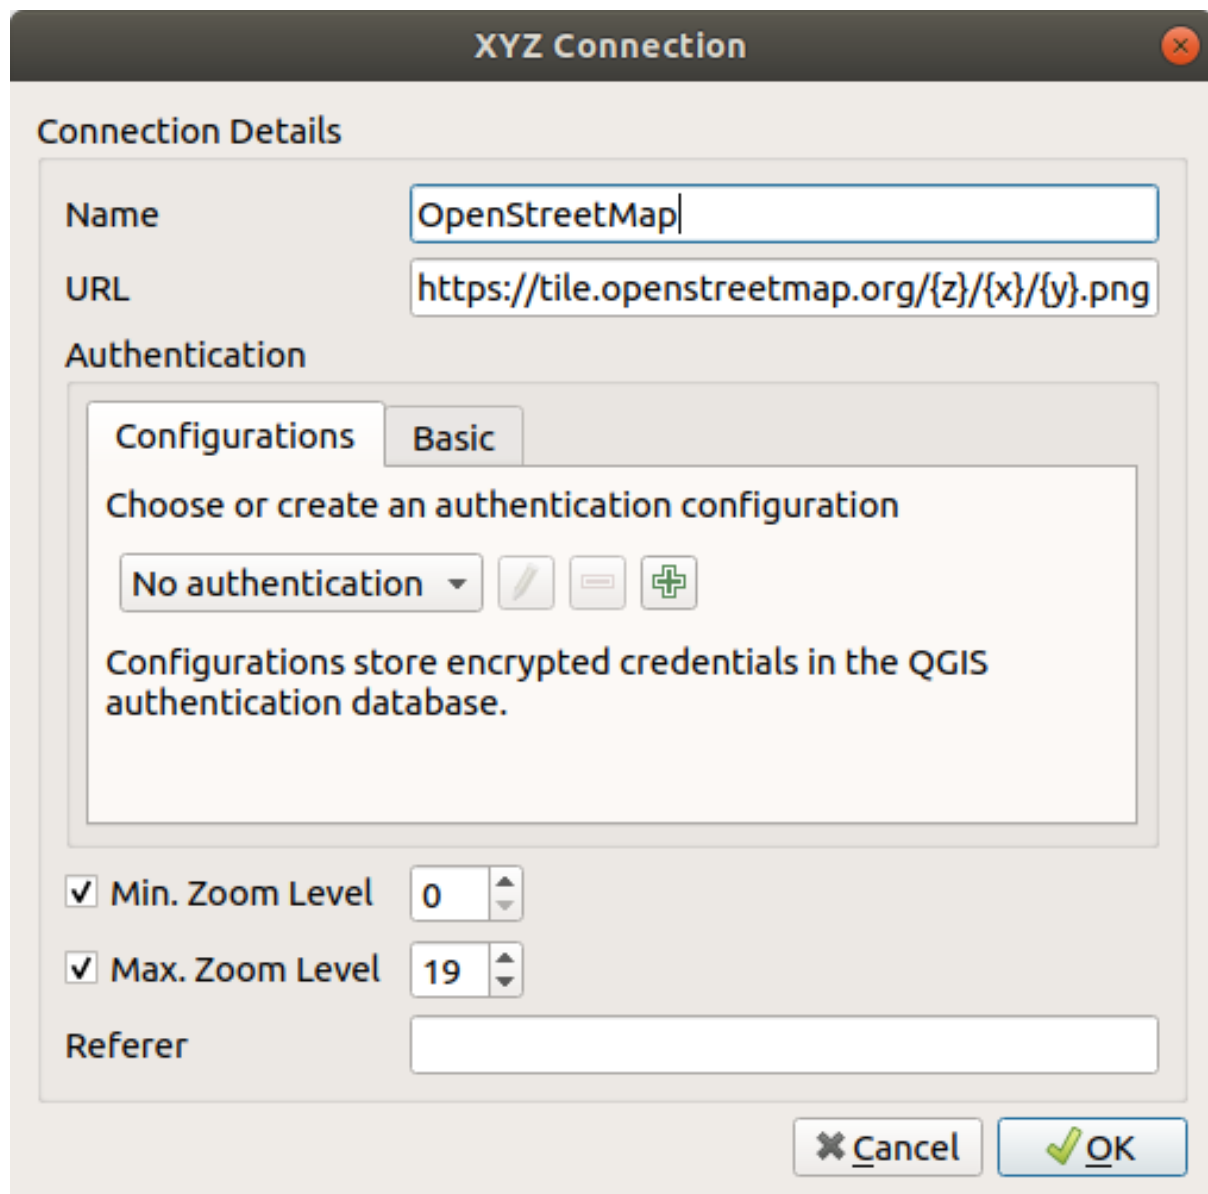 XYZ Connection
Connection Details
Name OpenStreetMap
URL https://tile.openstreetmap.org/{z}/{x}/{y}.png
Authentication
Configurations Basic
Choose or create an authentication configuration
No authentication
Configurations store encrypted credentials in the QGIS
authentication database.
Min. Zoom Level 0
Max. Zoom Level 19
Referer
Cancel OK